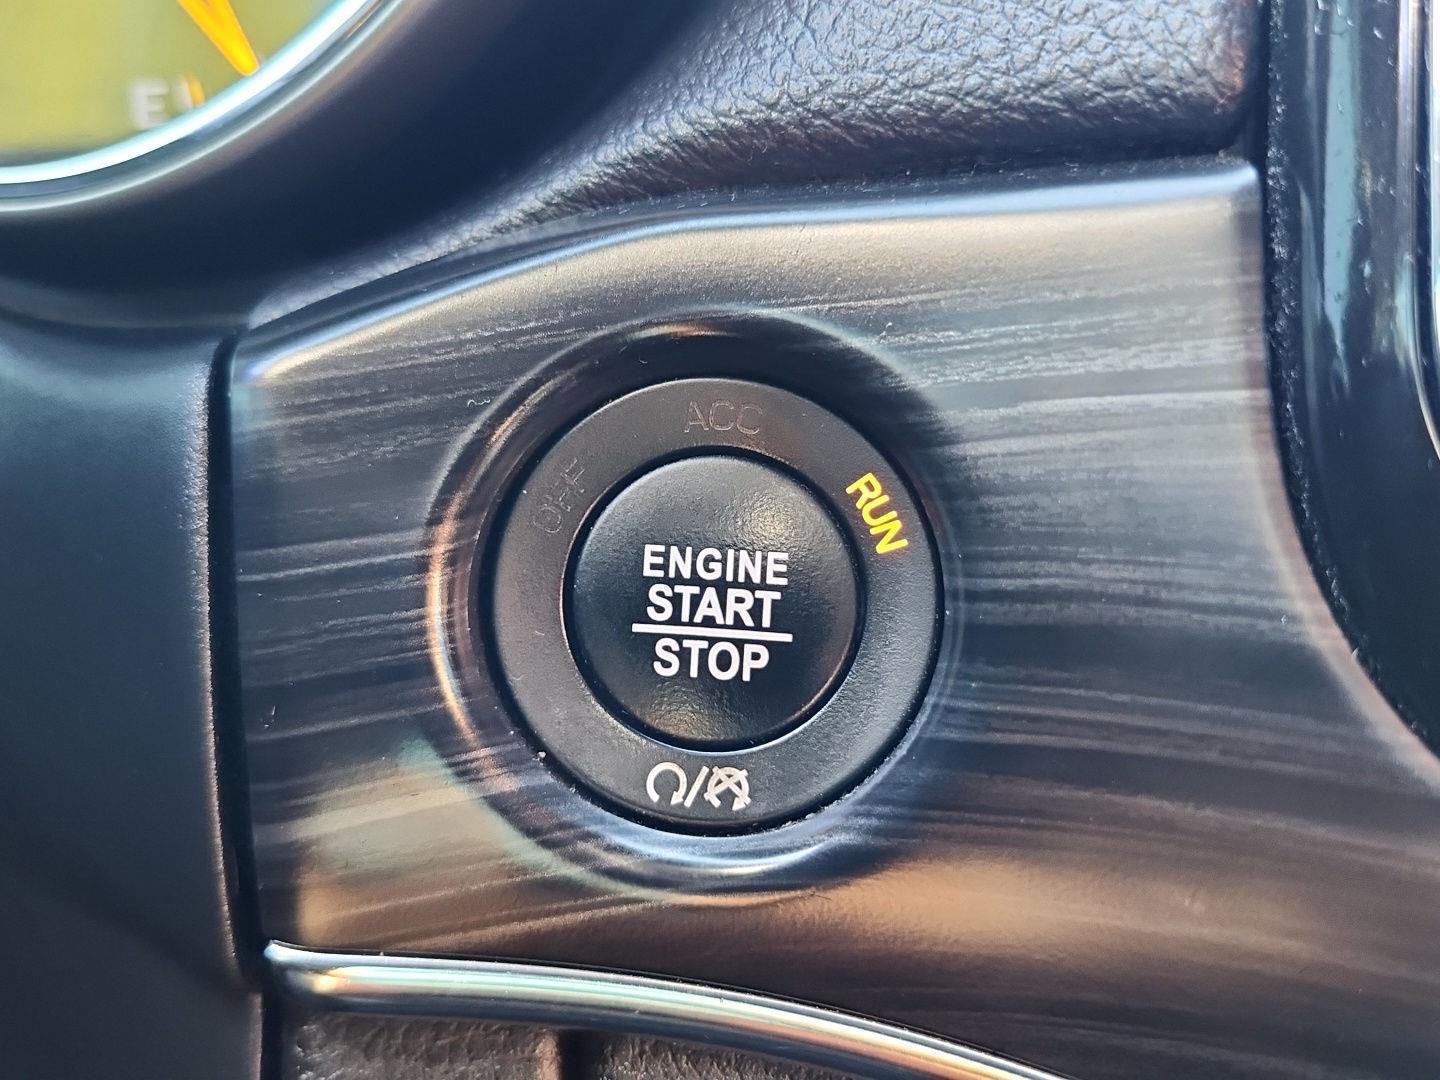 E
ACC
OFF
RUN
ENGINE
START
STOP